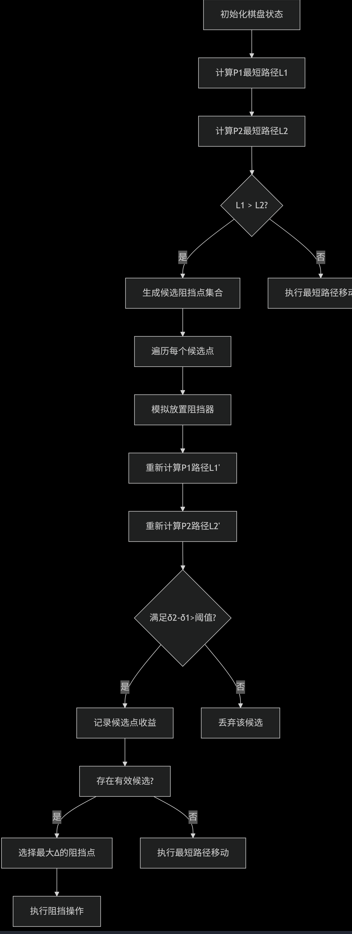 初始化棋盘状态
计算P1最短路径L1
计算P2最短路径L2
L1 > L2?
是
否
生成候选阻挡点集合
执行最短路径移动
遍历每个候选点
模拟放置阻挡器
重新计算P1路径L1'
重新计算P2路径L2'
满足δ2-δ1>阈值?
是
否
记录候选点收益
丢弃该候选
存在有效候选?
是
否
选择最大Δ的阻挡点
执行最短路径移动
执行阻挡操作